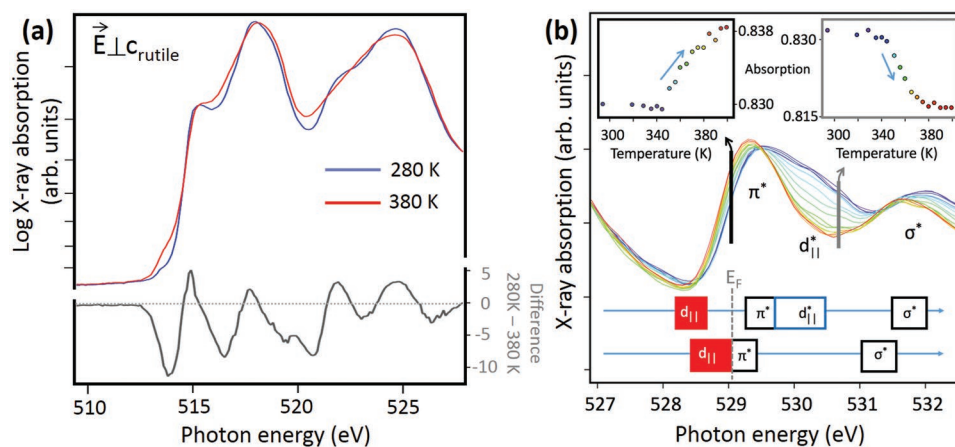 (a)
E⊥c_rutile
Log X-ray absorption
(arb. units)
280 K
380 K
5
0
-5
-10
Difference
280K – 380 K
510
515
520
525
Photon energy (eV)
(b)
X-ray absorption (arb. units)
0.838
0.830
Absorption
0.830
0.815
300
340
380
Temperature (K)
300
340
380
Temperature (K)
π*
d||*
σ*
E_F
d||
π*
d||*
σ*
d||
π*
σ*
527
528
529
530
531
532
Photon energy (eV)